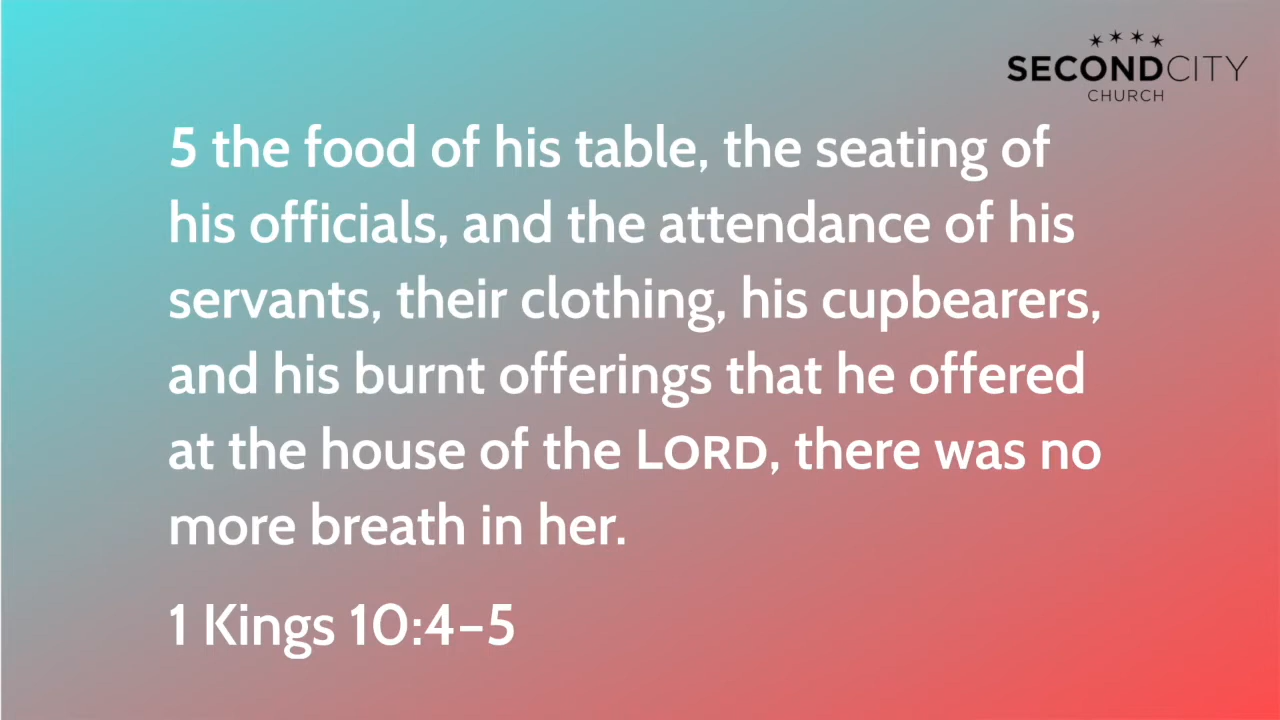 SECONDCITY
CHURCH
5 the food of his table, the seating of
his officials, and the attendance of his
servants, their clothing, his cupbearers,
and his burnt offerings that he offered
at the house of the LORD, there was no
more breath in her.
1 Kings 10:4–5